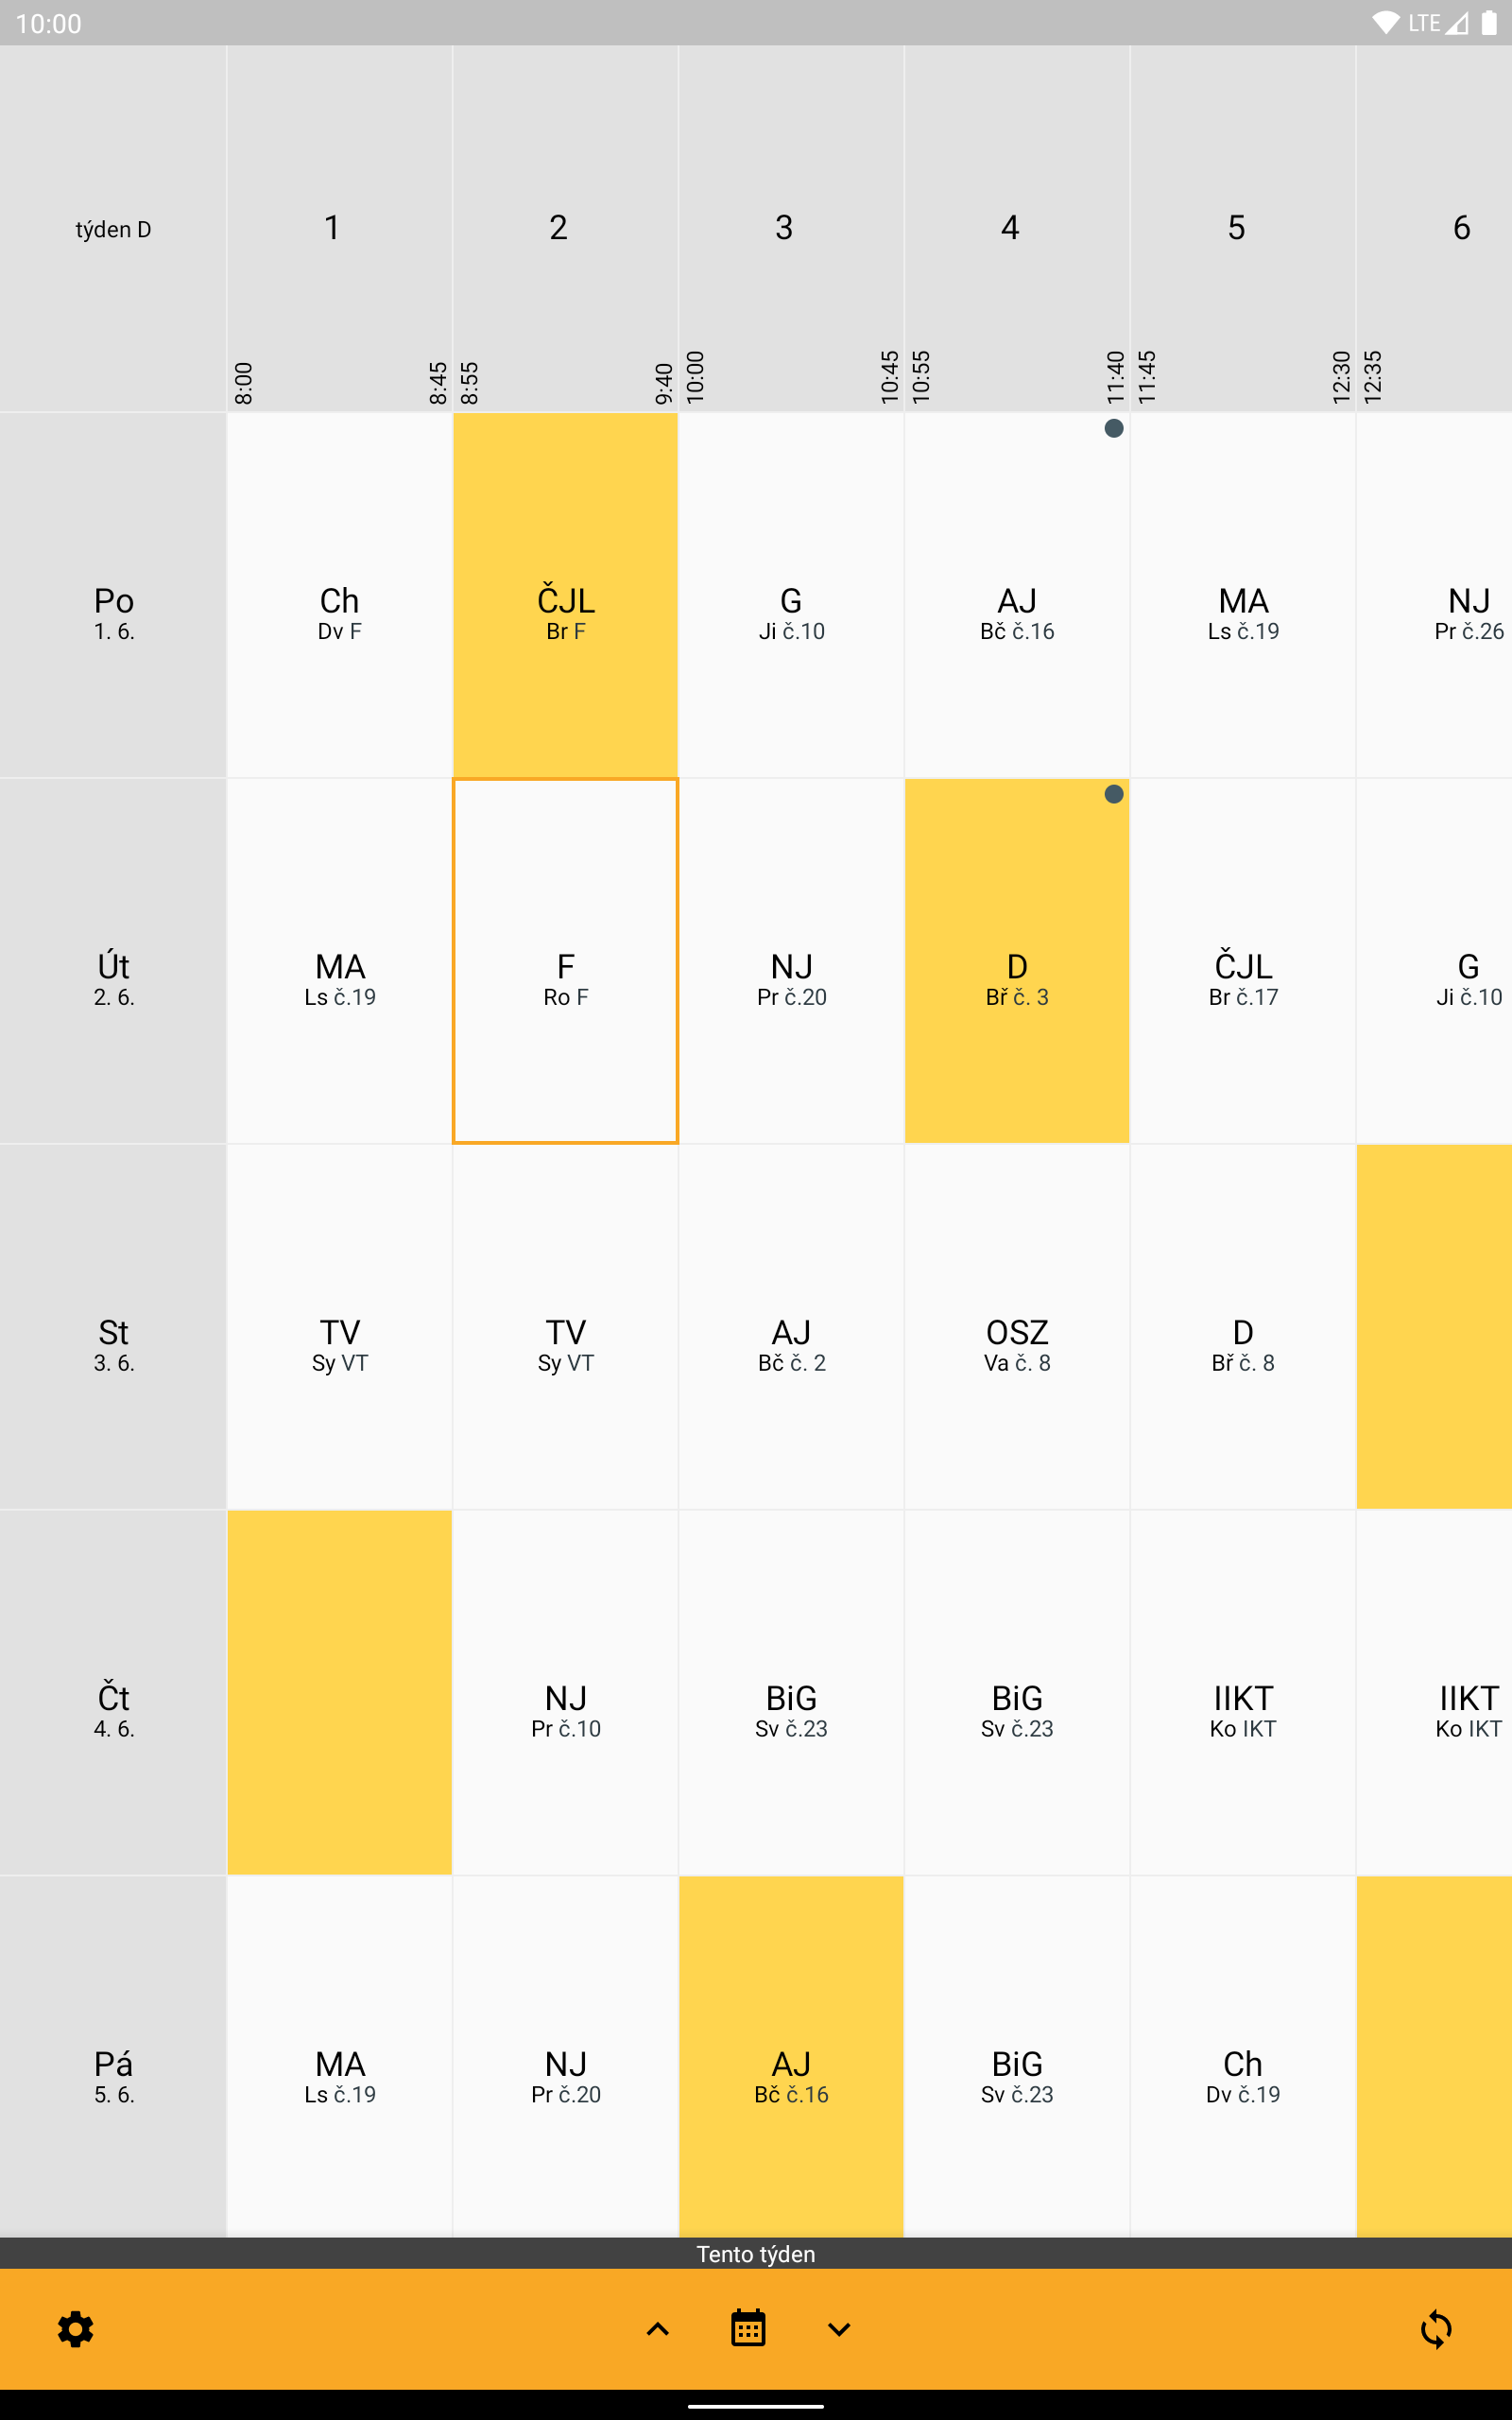 10:00 LTE
týden D 1 2 3 4 5 6
8:00 8:45 8:55 9:40 10:00 10:45 10:55 11:40 11:45 12:30 12:35
Po Ch ČJL G AJ MA NJ
1. 6. Dv F Br F Ji č.10 Bč č.16 Ls č.19 Pr č.26
Út MA F NJ D ČJL G
2. 6. Ls č.19 Ro F Pr č.20 Bř č. 3 Br č.17 Ji č.10
St TV TV AJ OSZ D
3. 6. Sy VT Sy VT Bč č. 2 Va č. 8 Bř č. 8
Čt NJ BiG BiG IIKT IIKT
4. 6. Pr č.10 Sv č.23 Sv č.23 Ko IKT Ko IKT
Pá MA NJ AJ BiG Ch
5. 6. Ls č.19 Pr č.20 Bč č.16 Sv č.23 Dv č.19
Tento týden